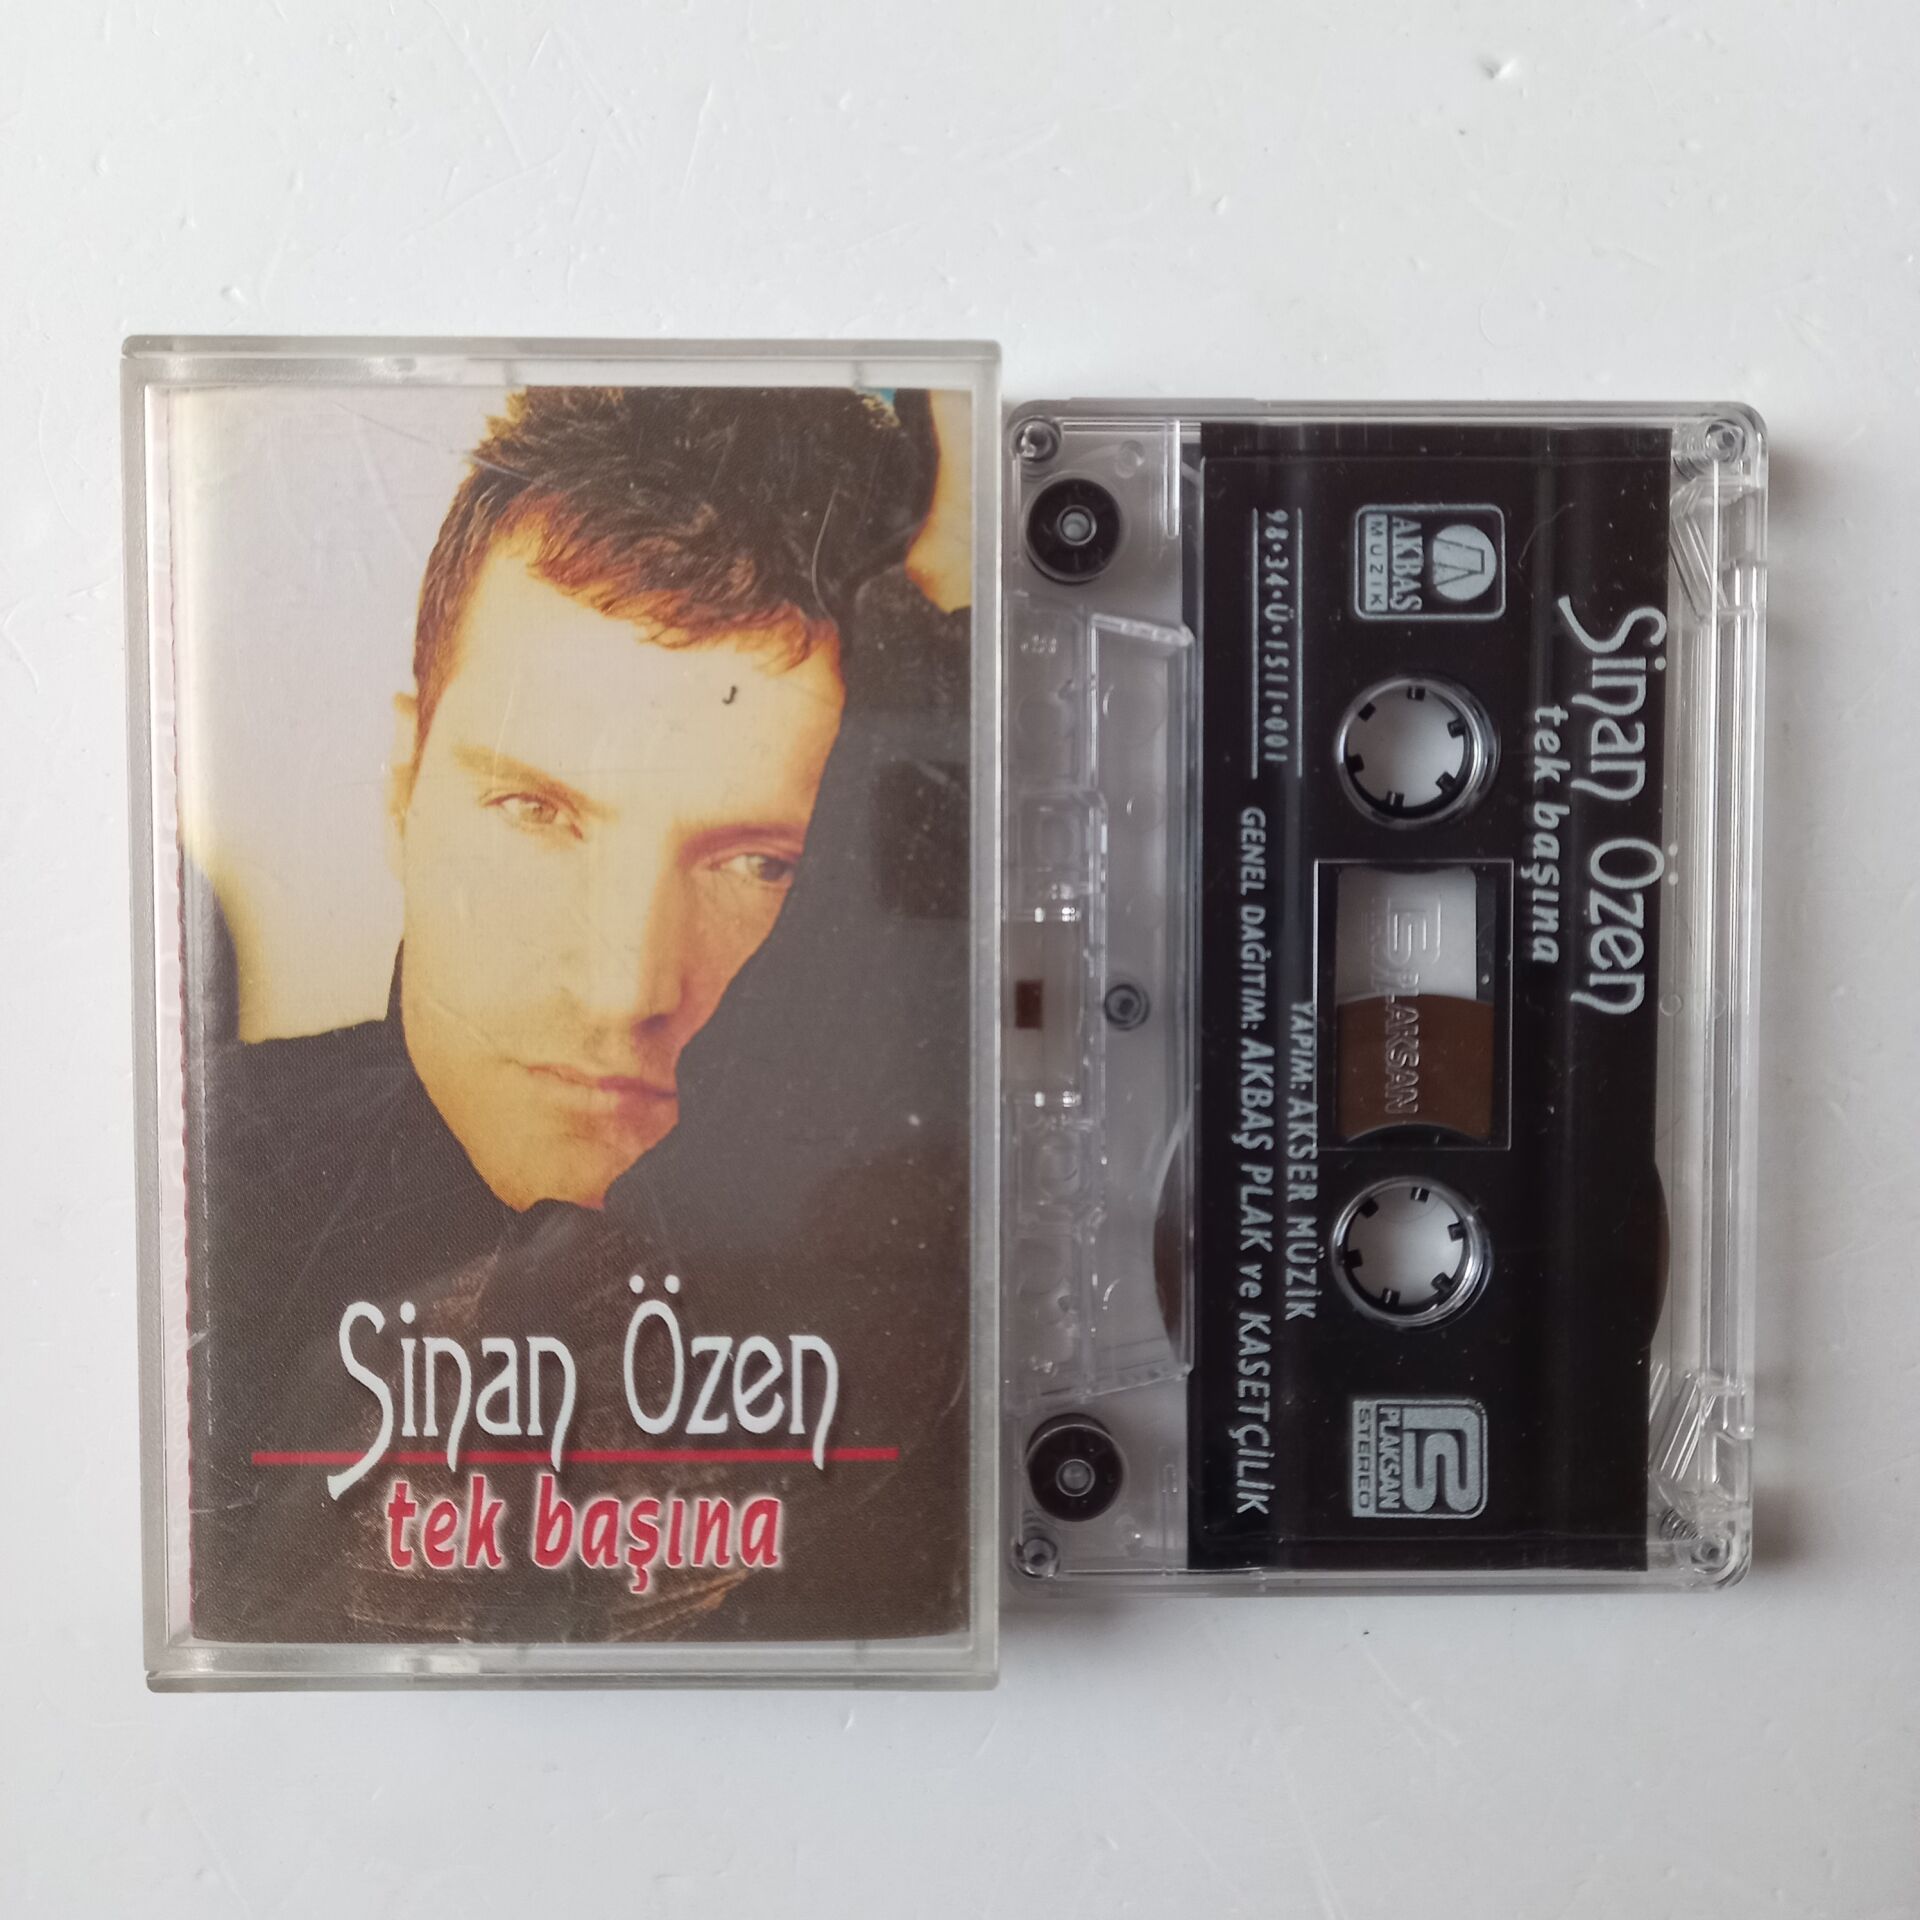 Sinan Özen
tek başına
Sinan Özen
tek başına
AKBAŞ
MÜZİK
98•34•Ü•1511•001
YAPIM: AKSER MÜZİK
GENEL DAĞITIM: AKBAŞ PLAK ve KASETÇİLİK
PLAKSAN
PLAKSAN
STEREO